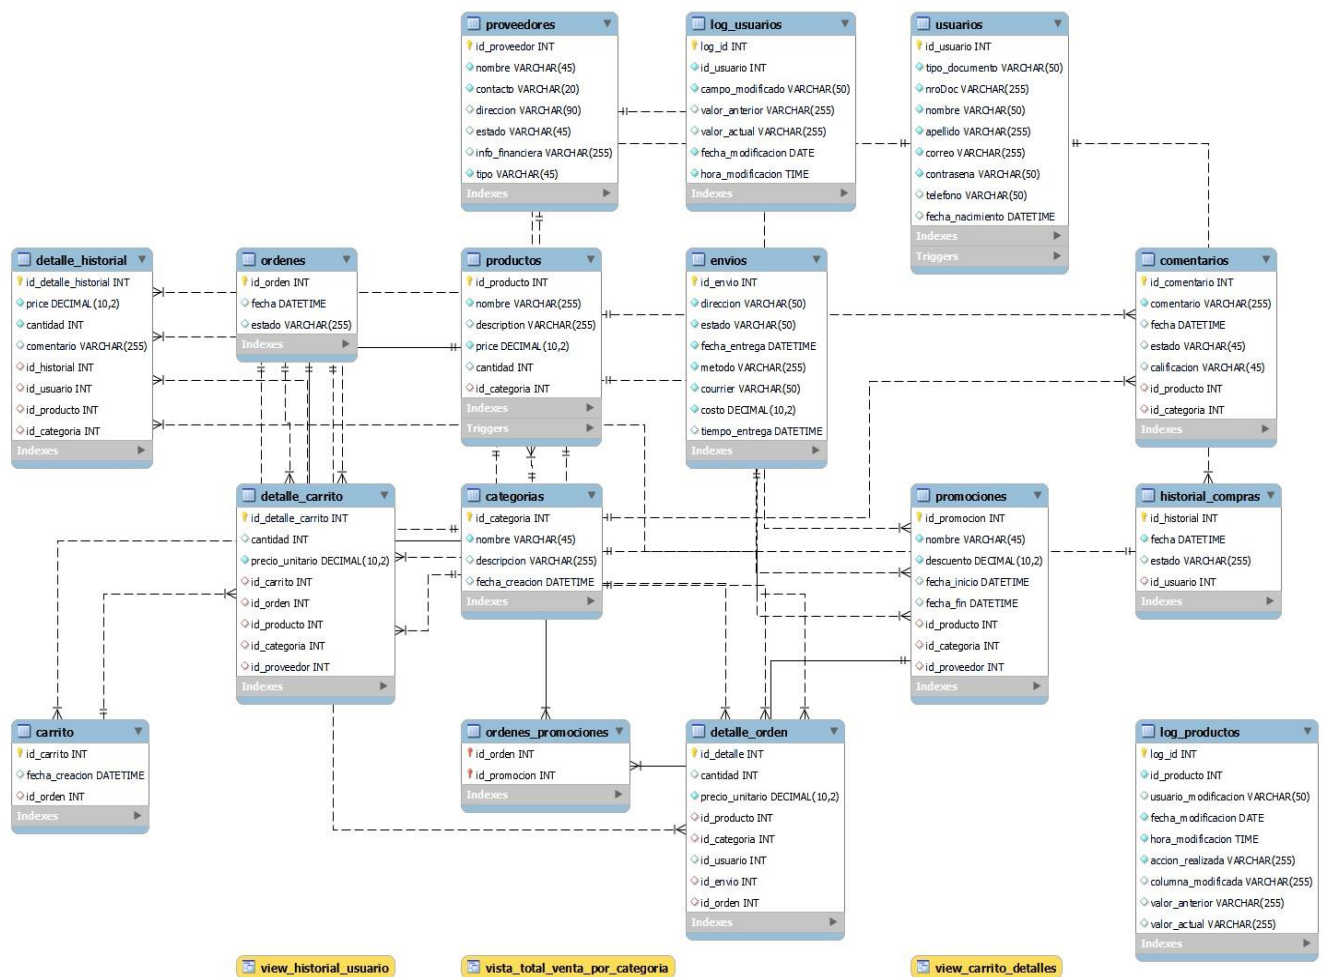 proveedores
id_proveedor INT
nombre VARCHAR(45)
contacto VARCHAR(20)
direccion VARCHAR(90)
estado VARCHAR(45)
info_financiera VARCHAR(255)
tipo VARCHAR(45)
Indexes
log_usuarios
log_id INT
id_usuario INT
campo_modificado VARCHAR(50)
valor_anterior VARCHAR(255)
valor_actual VARCHAR(255)
fecha_modificacion DATE
hora_modificacion TIME
Indexes
usuarios
id_usuario INT
tipo_documento VARCHAR(50)
nroDoc VARCHAR(255)
nombre VARCHAR(50)
apellido VARCHAR(255)
correo VARCHAR(255)
contrasena VARCHAR(50)
telefono VARCHAR(50)
fecha_nacimiento DATETIME
Indexes
Triggers
detalle_historial
id_detalle_historial INT
price DECIMAL(10,2)
cantidad INT
comentario VARCHAR(255)
id_historial INT
id_usuario INT
id_producto INT
id_categoria INT
Indexes
ordenes
id_orden INT
fecha DATETIME
estado VARCHAR(255)
Indexes
productos
id_producto INT
nombre VARCHAR(255)
description VARCHAR(255)
price DECIMAL(10,2)
cantidad INT
id_categoria INT
Indexes
Triggers
envios
id_envio INT
direccion VARCHAR(50)
estado VARCHAR(50)
fecha_entrega DATETIME
metodo VARCHAR(255)
courrier VARCHAR(50)
costo DECIMAL(10,2)
tiempo_entrega DATETIME
Indexes
comentarios
id_comentario INT
comentario VARCHAR(255)
fecha DATETIME
estado VARCHAR(45)
calificacion VARCHAR(45)
id_producto INT
id_categoria INT
Indexes
detalle_carrito
id_detalle_carrito INT
cantidad INT
precio_unitario DECIMAL(10,2)
id_carrito INT
id_orden INT
id_producto INT
id_categoria INT
id_proveedor INT
Indexes
categorias
id_categoria INT
nombre VARCHAR(45)
descripcion VARCHAR(255)
fecha_creacion DATETIME
Indexes
promociones
id_promocion INT
nombre VARCHAR(45)
descuento DECIMAL(10,2)
fecha_inicio DATETIME
fecha_fin DATETIME
id_producto INT
id_categoria INT
id_proveedor INT
Indexes
historial_compras
id_historial INT
fecha DATETIME
estado VARCHAR(255)
id_usuario INT
Indexes
carrito
id_carrito INT
fecha_creacion DATETIME
id_orden INT
Indexes
ordenes_promociones
id_orden INT
id_promocion INT
Indexes
detalle_orden
id_detalle INT
cantidad INT
precio_unitario DECIMAL(10,2)
id_producto INT
id_categoria INT
id_usuario INT
id_envio INT
id_orden INT
Indexes
log_productos
log_id INT
id_producto INT
usuario_modificacion VARCHAR(50)
fecha_modificacion DATE
hora_modificacion TIME
accion_realizada VARCHAR(255)
columna_modificada VARCHAR(255)
valor_anterior VARCHAR(255)
valor_actual VARCHAR(255)
Indexes
view_historial_usuario
vista_total_venta_por_categoria
view_carrito_detalles